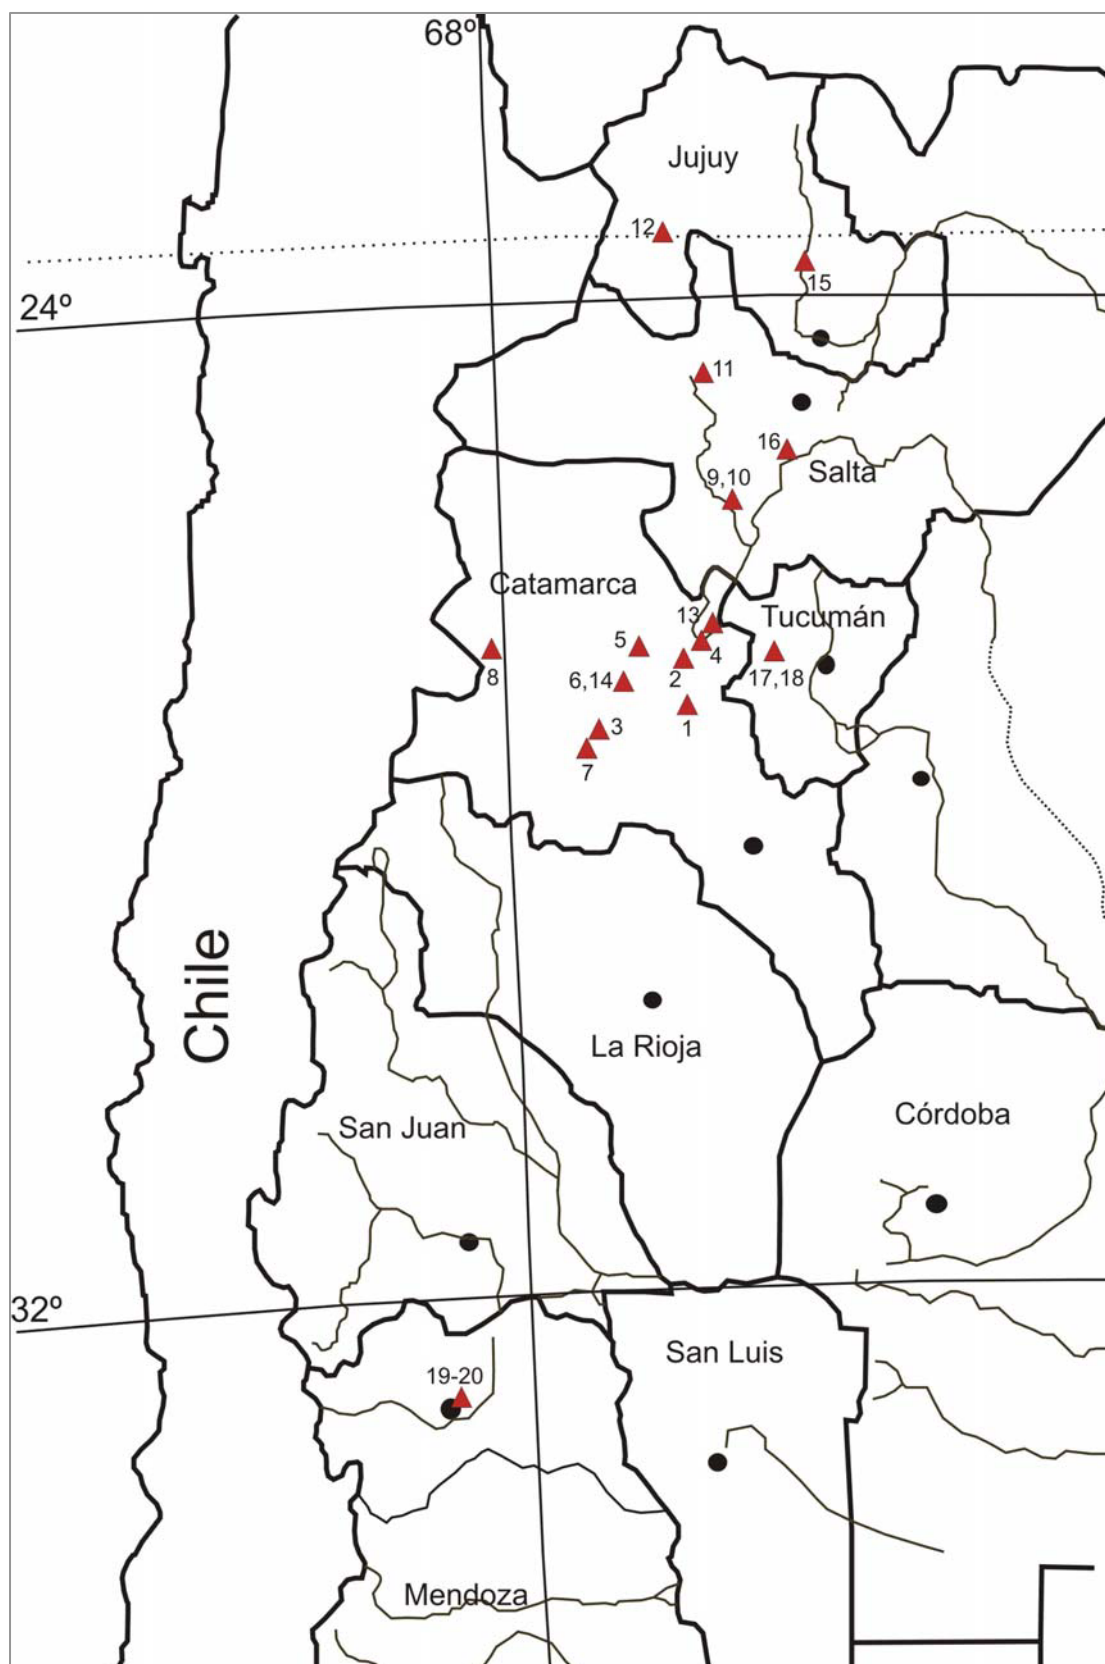 68º
Jujuy
12
15
24º
11
16
Salta
9,10
Catamarca
13
Tucumán
5
4
8
6,14
2
17,18
3
1
7
Chile
La Rioja
Córdoba
San Juan
32º
San Luis
19-20
Mendoza